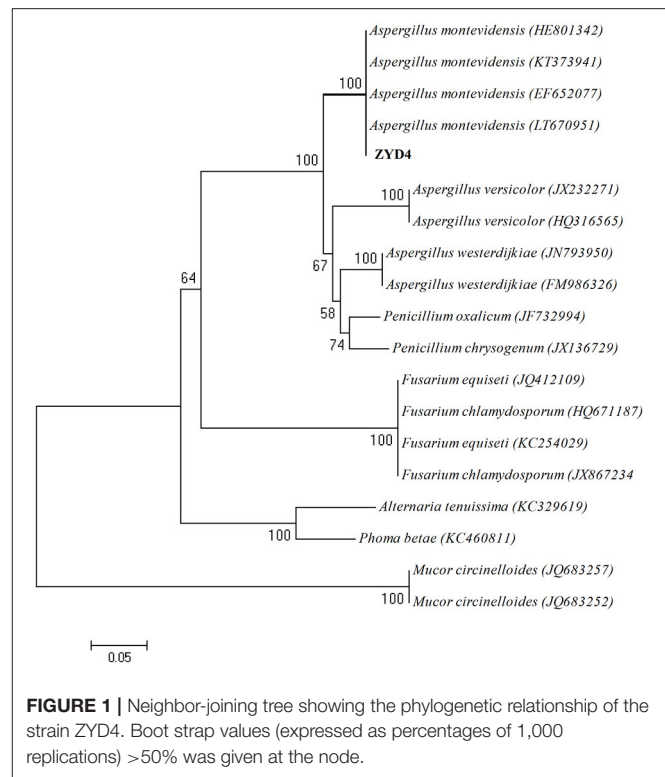 Aspergillus montevidensis (HE801342)
Aspergillus montevidensis (KT373941)
100
Aspergillus montevidensis (EF652077)
Aspergillus montevidensis (LT670951)
ZYD4
100
100
Aspergillus versicolor (JX232271)
Aspergillus versicolor (HQ316565)
67
100
Aspergillus westerdijkiae (JN793950)
Aspergillus westerdijkiae (FM986326)
64
58
Penicillium oxalicum (JF732994)
74
Penicillium chrysogenum (JX136729)
Fusarium equiseti (JQ412109)
Fusarium chlamydosporum (HQ671187)
100
Fusarium equiseti (KC254029)
Fusarium chlamydosporum (JX867234
Alternaria tenuissima (KC329619)
100
Phoma betae (KC460811)
Mucor circinelloides (JQ683257)
100
Mucor circinelloides (JQ683252)
0.05
FIGURE 1 | Neighbor-joining tree showing the phylogenetic relationship of the
strain ZYD4. Boot strap values (expressed as percentages of 1,000
replications) >50% was given at the node.